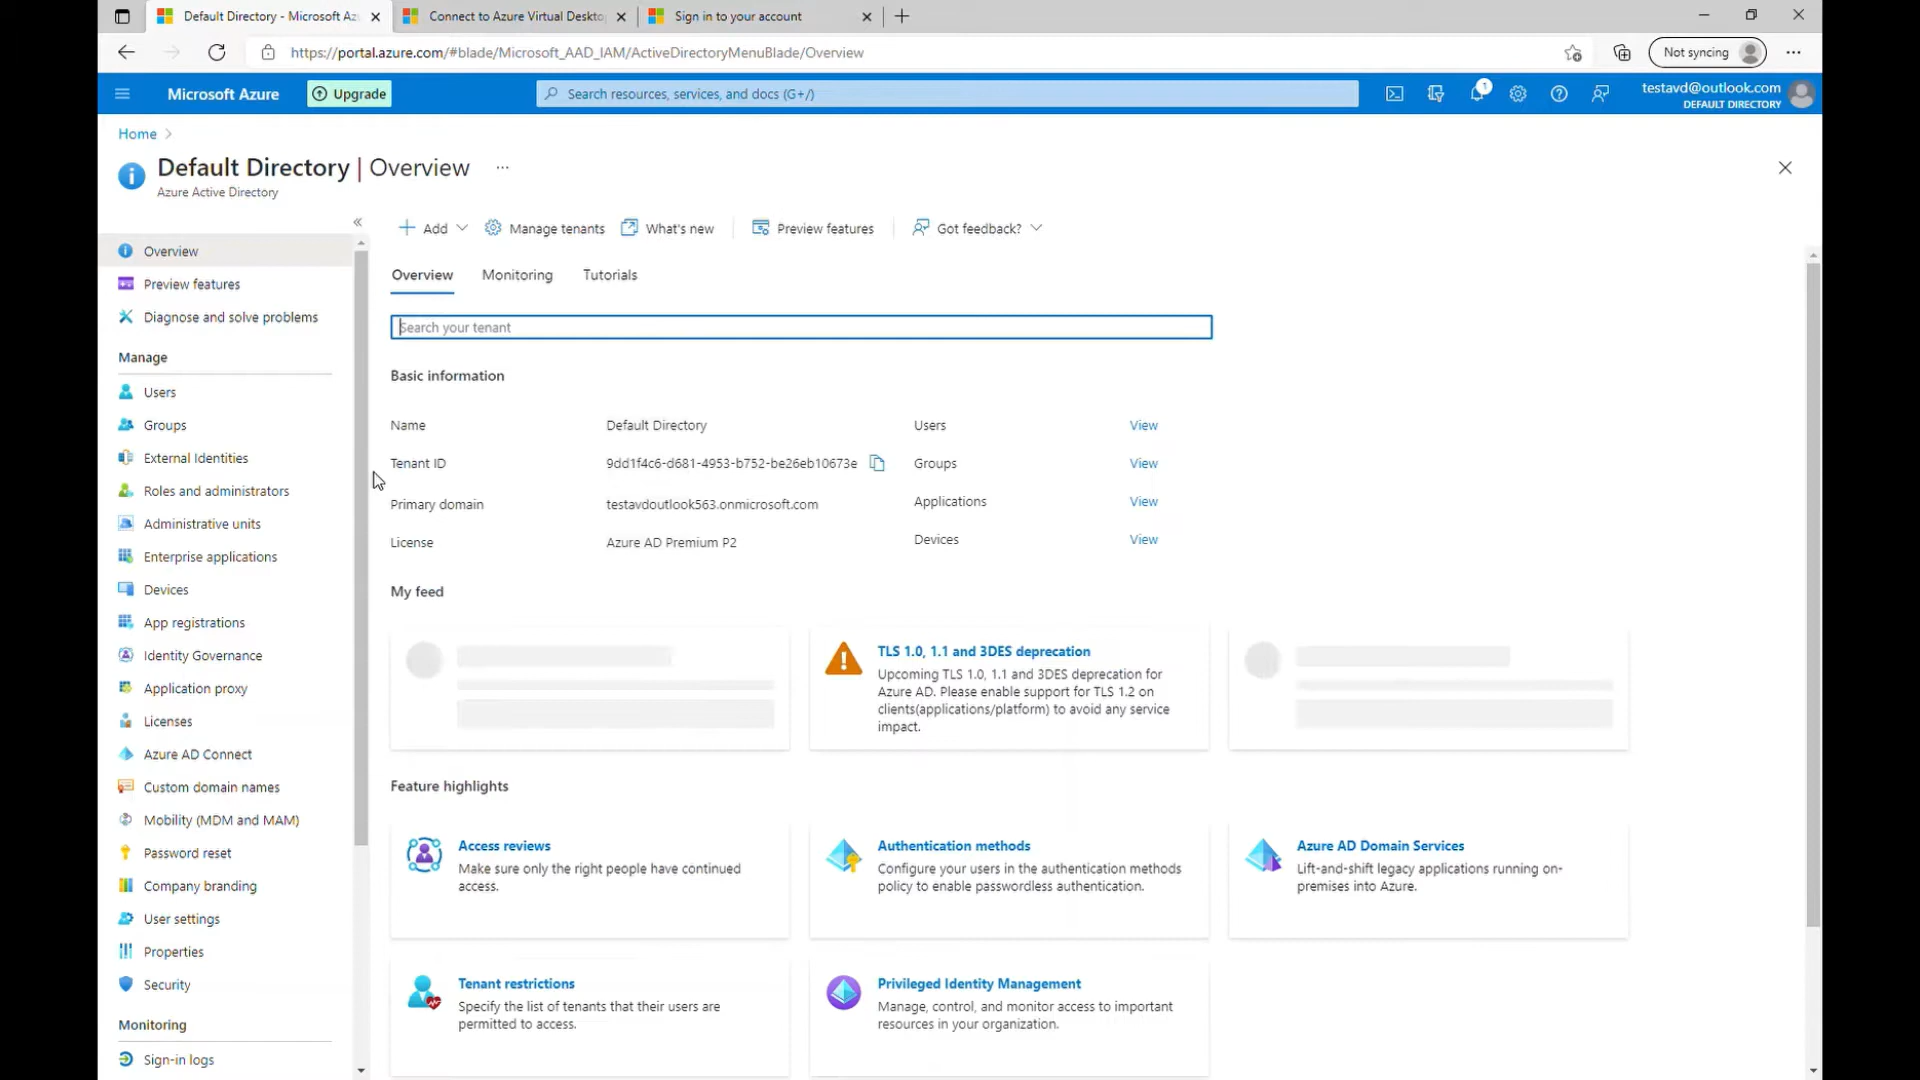 Default Directory - Microsoft Az
Connect to Azure Virtual Deskto
Sign in to your account
https://portal.azure.com/#blade/Microsoft_AAD_IAM/ActiveDirectoryMenuBlade/Overview
Not syncing
Microsoft Azure
Upgrade
Search resources, services, and docs (G+/)
1
testavd@outlook.com
DEFAULT DIRECTORY
Home
Default Directory | Overview
Azure Active Directory
Add
Manage tenants
What's new
Preview features
Got feedback?
Overview
Preview features
Diagnose and solve problems
Manage
Users
Groups
External Identities
Roles and administrators
Administrative units
Enterprise applications
Devices
App registrations
Identity Governance
Application proxy
Licenses
Azure AD Connect
Custom domain names
Mobility (MDM and MAM)
Password reset
Company branding
User settings
Properties
Security
Monitoring
Sign-in logs
Overview
Monitoring
Tutorials
Search your tenant
Basic information
Name
Default Directory
Users
View
Tenant ID
9dd1f4c6-d681-4953-b752-be26eb10673e
Groups
View
Primary domain
testavdoutlook563.onmicrosoft.com
Applications
View
License
Azure AD Premium P2
Devices
View
My feed
TLS 1.0, 1.1 and 3DES deprecation
Upcoming TLS 1.0, 1.1 and 3DES deprecation for
Azure AD. Please enable support for TLS 1.2 on
clients(applications/platform) to avoid any service
impact.
Feature highlights
Access reviews
Make sure only the right people have continued
access.
Authentication methods
Configure your users in the authentication methods
policy to enable passwordless authentication.
Azure AD Domain Services
Lift-and-shift legacy applications running on-
premises into Azure.
Tenant restrictions
Specify the list of tenants that their users are
permitted to access.
Privileged Identity Management
Manage, control, and monitor access to important
resources in your organization.